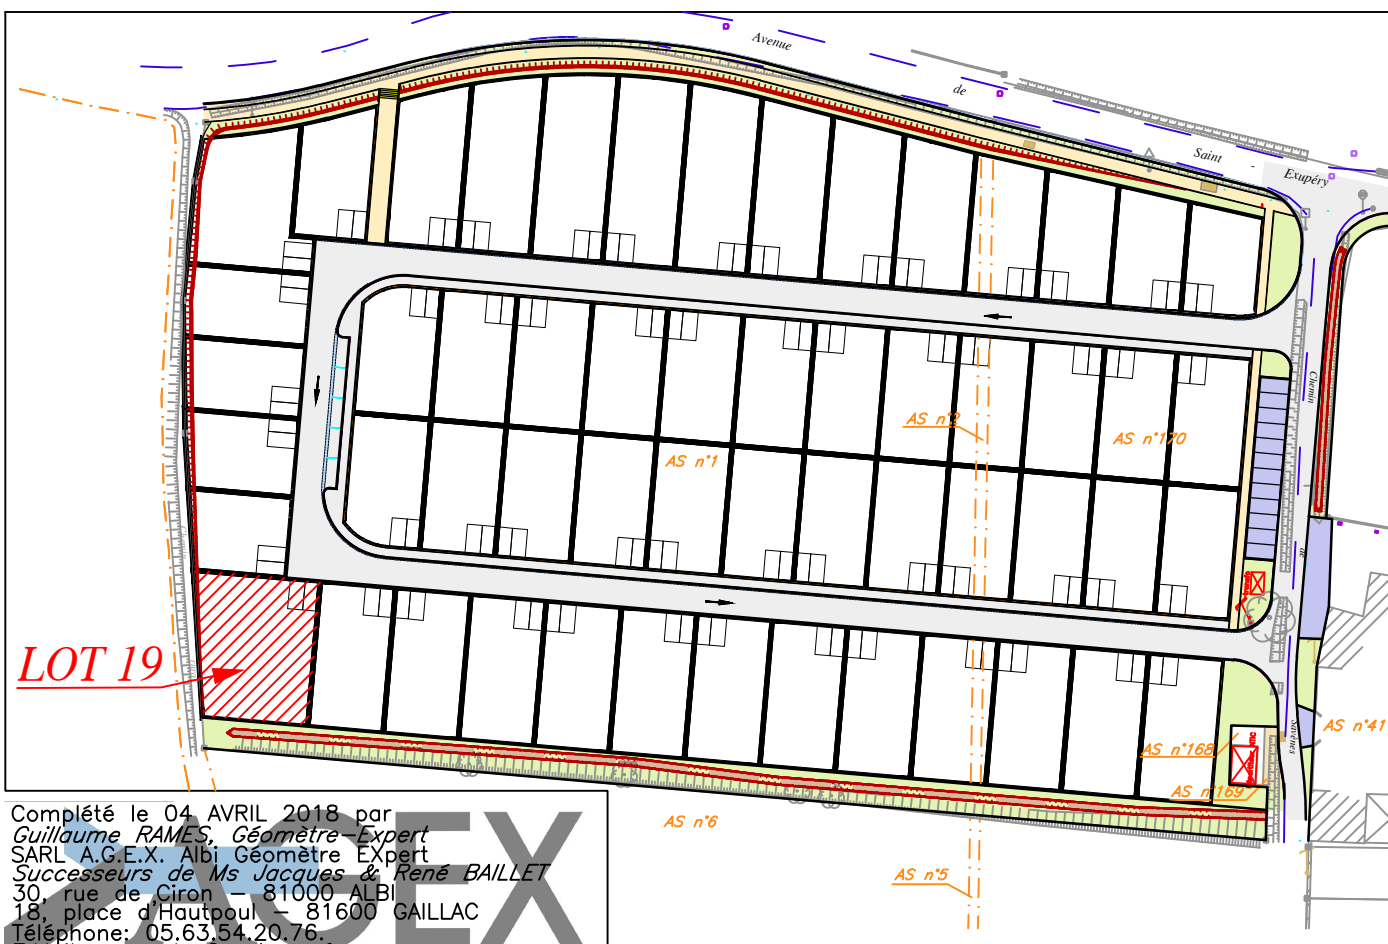 Avenue
de
Saint
-
Exupéry
Chemin
de
Savènes
AS n°2
AS n°170
AS n°1
LOT 19
AS n°41
AS n°168
AS n°169
AS n°6
AS n°5
Complété le 04 AVRIL 2018 par
Guillaume RAMES, Géomètre-Expert
SARL A.G.E.X. Albi Géomètre EXpert
Successeurs de Ms Jacques & René BAILLET
30, rue de Ciron - 81000 ALBI
18, place d'Hautpoul - 81600 GAILLAC
Téléphone: 05.63.54.20.76.
AGEX